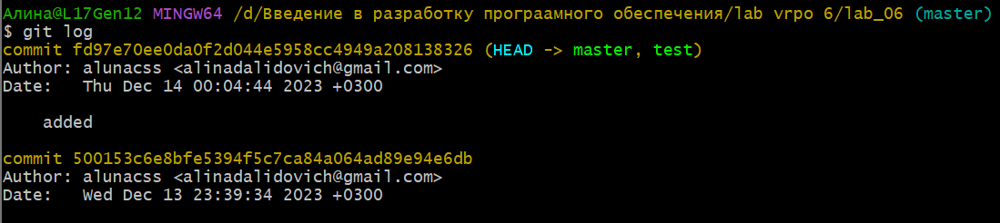 Алина@L17Gen12 MINGW64 /d/Введение в разработку програамного обеспечения/lab vrpo 6/lab_06 (master)
$ git log
commit fd97e70ee0da0f2d044e5958cc4949a208138326 (HEAD -> master, test)
Author: alunacss <alinadalidovich@gmail.com>
Date:   Thu Dec 14 00:04:44 2023 +0300
    added
commit 500153c6e8bfe5394f5c7ca84a064ad89e94e6db
Author: alunacss <alinadalidovich@gmail.com>
Date:   Wed Dec 13 23:39:34 2023 +0300